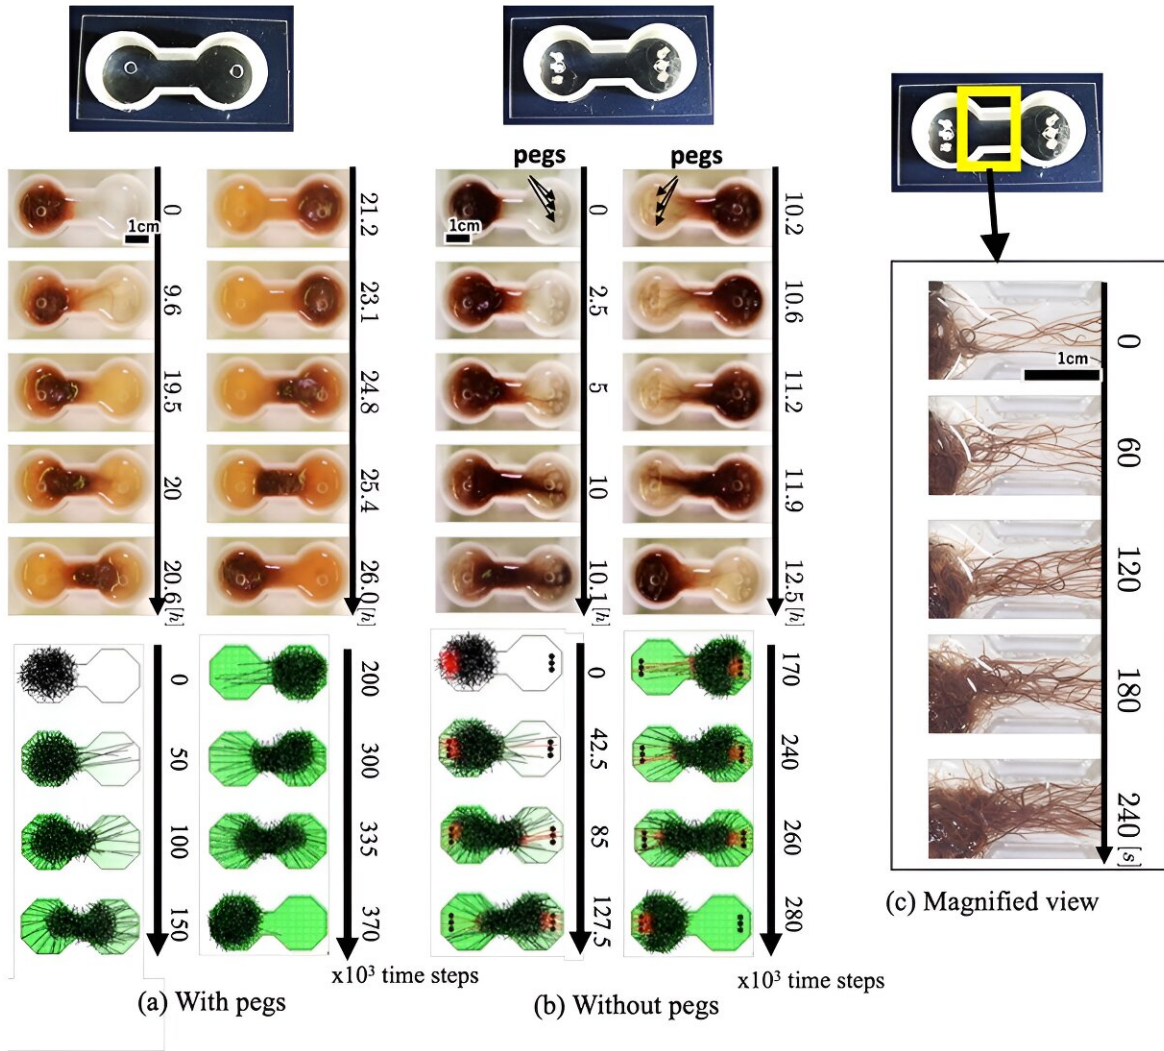 pegs
pegs
1cm
0
9.6
19.5
20
20.6 [h]
21.2
23.1
24.8
25.4
26.0 [h]
1cm
0
2.5
5
10
10.1 [h]
10.2
10.6
11.2
11.9
12.5 [h]
0
50
100
150
200
300
335
370
x10³ time steps
(a) With pegs
0
42.5
85
127.5
170
240
260
280
x10³ time steps
(b) Without pegs
1cm
0
60
120
180
240 [s]
(c) Magnified view